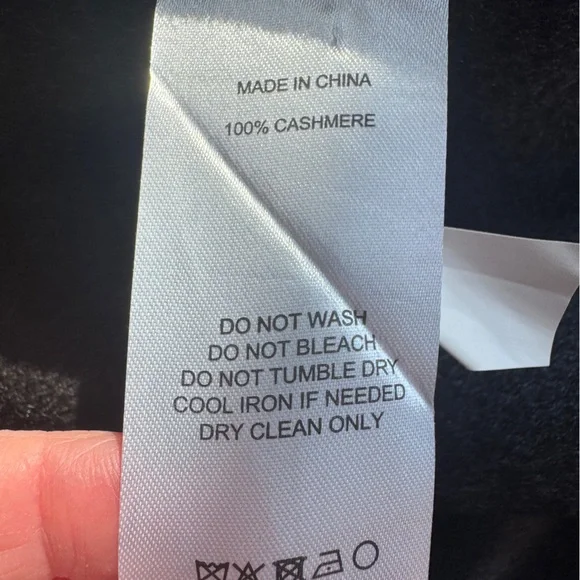 MADE IN CHINA
100% CASHMERE
DO NOT WASH
DO NOT BLEACH
DO NOT TUMBLE DRY
COOL IRON IF NEEDED
DRY CLEAN ONLY